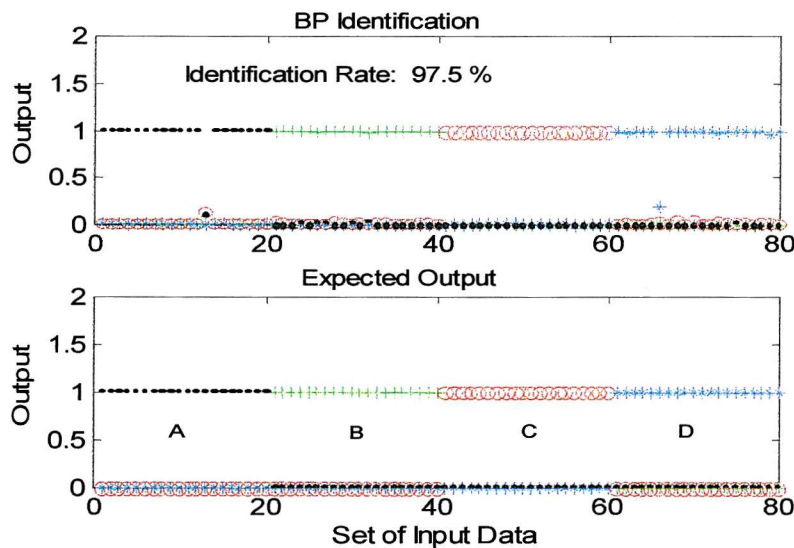 BP Identification
2
Identification Rate: 97.5 %
1.5
1
0.5
0
Output
0 20 40 60 80
Expected Output
2
1.5
1
0.5
0
Output
A B C D
0 20 40 60 80
Set of Input Data